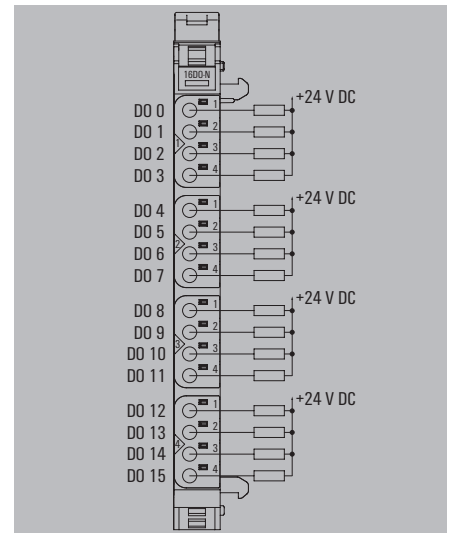 16DO-N
+24 V DC
DO 0 1
DO 1 2
1
DO 2 3
DO 3 4
+24 V DC
DO 4 1
DO 5 2
2
DO 6 3
DO 7 4
+24 V DC
DO 8 1
DO 9 2
3
DO 10 3
DO 11 4
+24 V DC
DO 12 1
DO 13 2
4
DO 14 3
DO 15 4